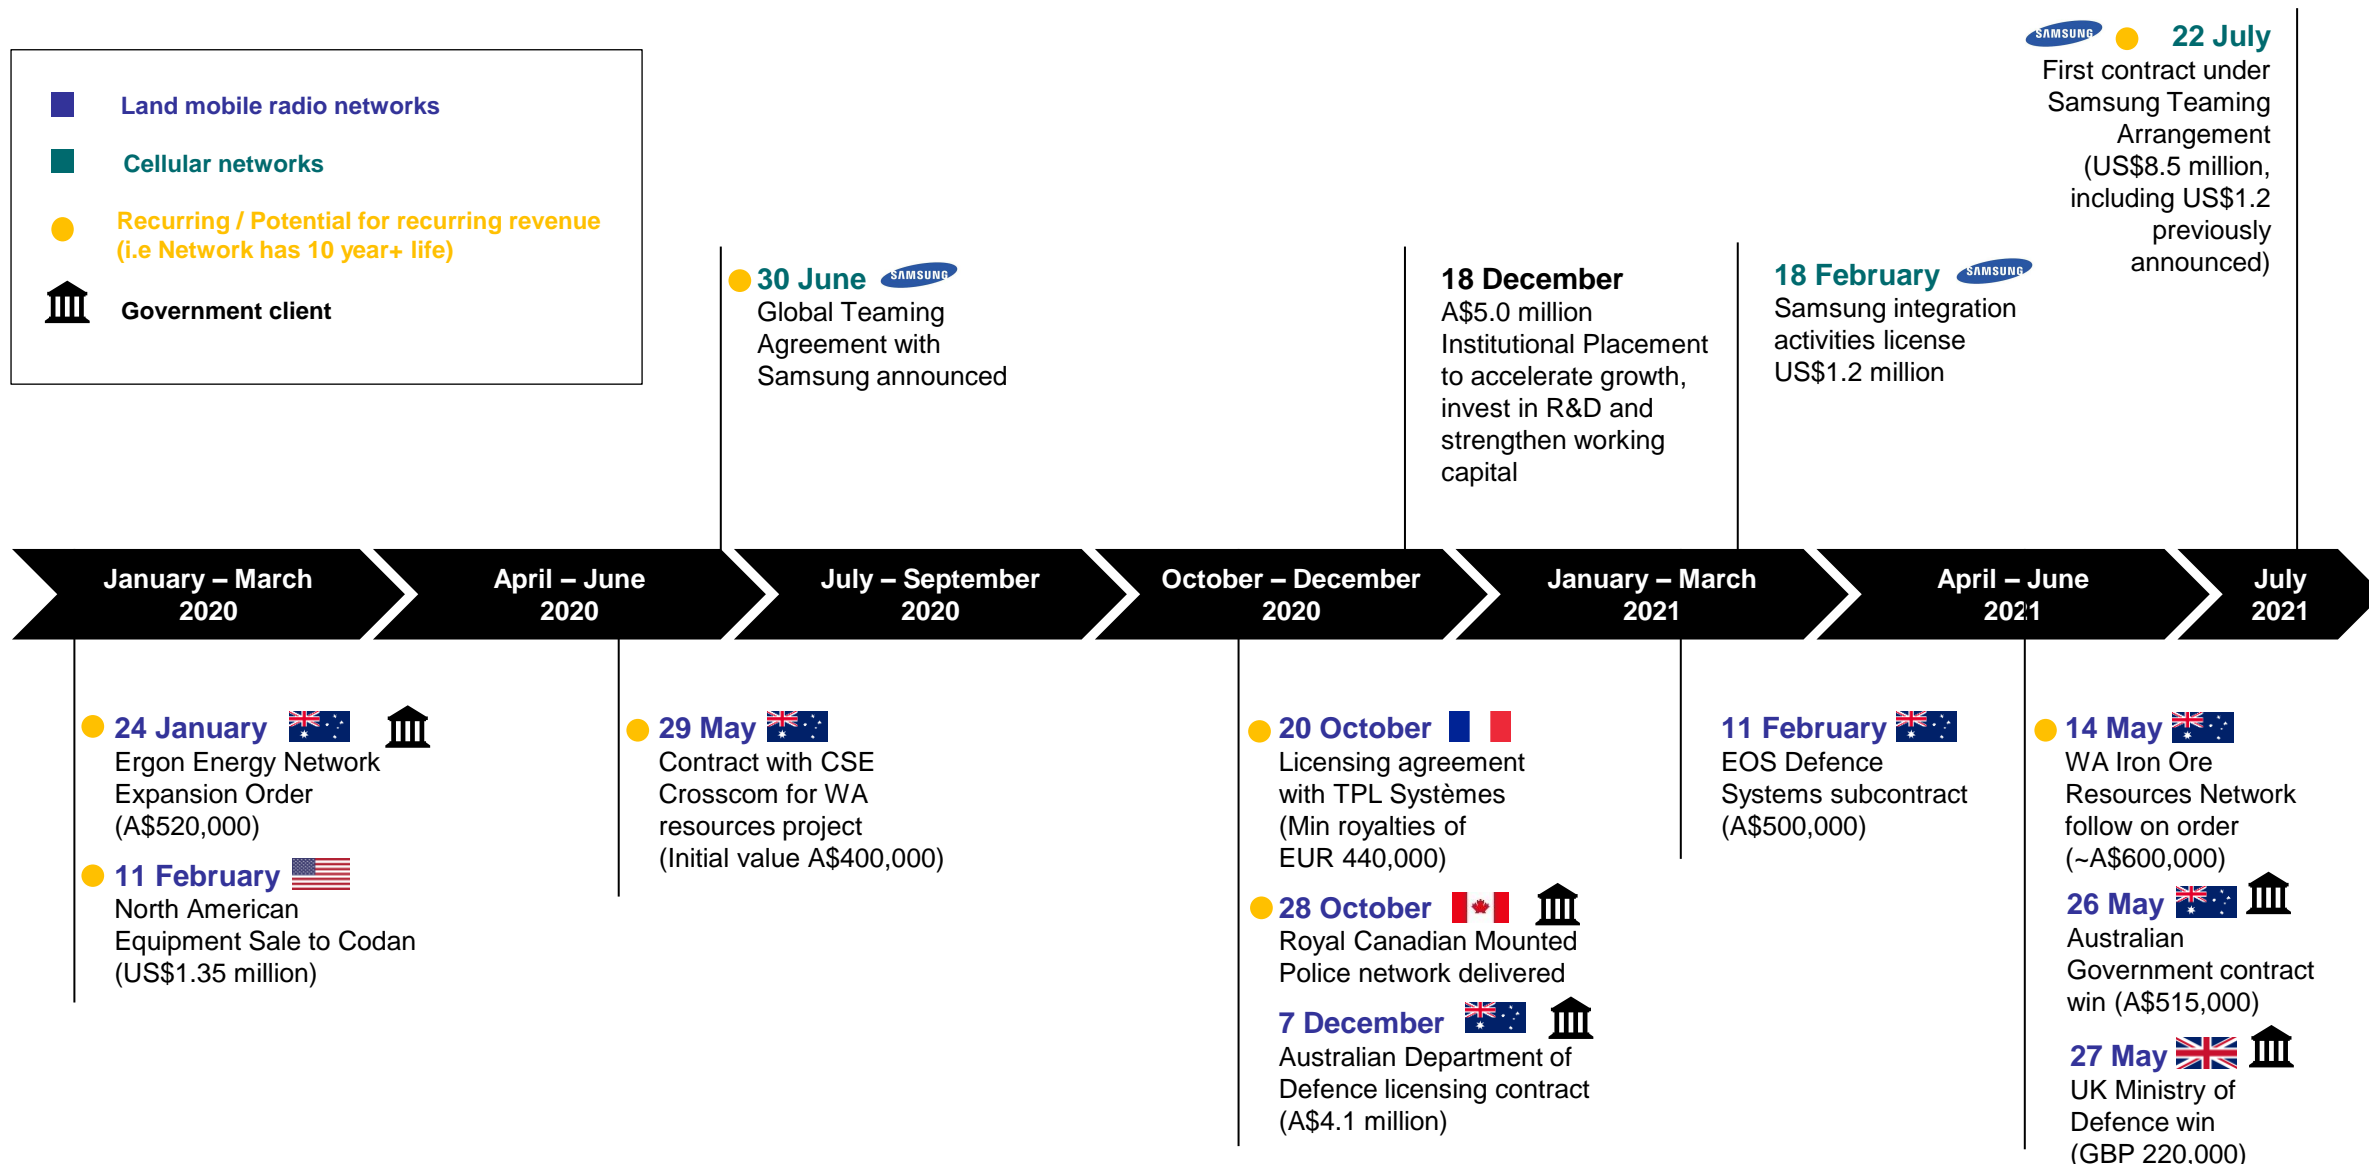 Land mobile radio networks
Cellular networks
Recurring / Potential for recurring revenue
(i.e Network has 10 year+ life)
Government client
30 June SAMSUNG
Global Teaming
Agreement with
Samsung announced
18 December
A$5.0 million
Institutional Placement
to accelerate growth,
invest in R&D and
strengthen working
capital
18 February SAMSUNG
Samsung integration
activities license
US$1.2 million
SAMSUNG 22 July
First contract under
Samsung Teaming
Arrangement
(US$8.5 million,
including US$1.2
previously
announced)
January – March
2020
April – June
2020
July – September
2020
October – December
2020
January – March
2021
April – June
2021
July
2021
24 January
Ergon Energy Network
Expansion Order
(A$520,000)
11 February
North American
Equipment Sale to Codan
(US$1.35 million)
29 May
Contract with CSE
Crosscom for WA
resources project
(Initial value A$400,000)
20 October
Licensing agreement
with TPL Systèmes
(Min royalties of
EUR 440,000)
28 October
Royal Canadian Mounted
Police network delivered
7 December
Australian Department of
Defence licensing contract
(A$4.1 million)
11 February
EOS Defence
Systems subcontract
(A$500,000)
14 May
WA Iron Ore
Resources Network
follow on order
(~A$600,000)
26 May
Australian
Government contract
win (A$515,000)
27 May
UK Ministry of
Defence win
(GBP 220,000)